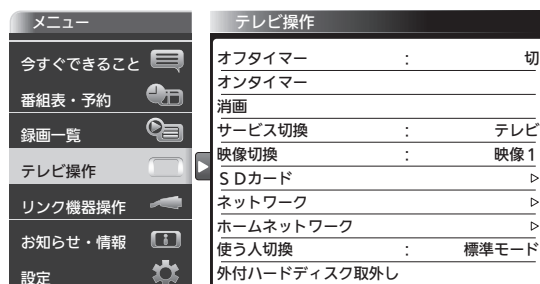 メニュー
今すぐできること
番組表・予約
録画一覧
テレビ操作
リンク機器操作
お知らせ・情報
設定
テレビ操作
オフタイマー : 切
オンタイマー
消画
サービス切換 : テレビ
映像切換 : 映像1
SDカード
ネットワーク
ホームネットワーク
使う人切換 : 標準モード
外付ハードディスク取外し